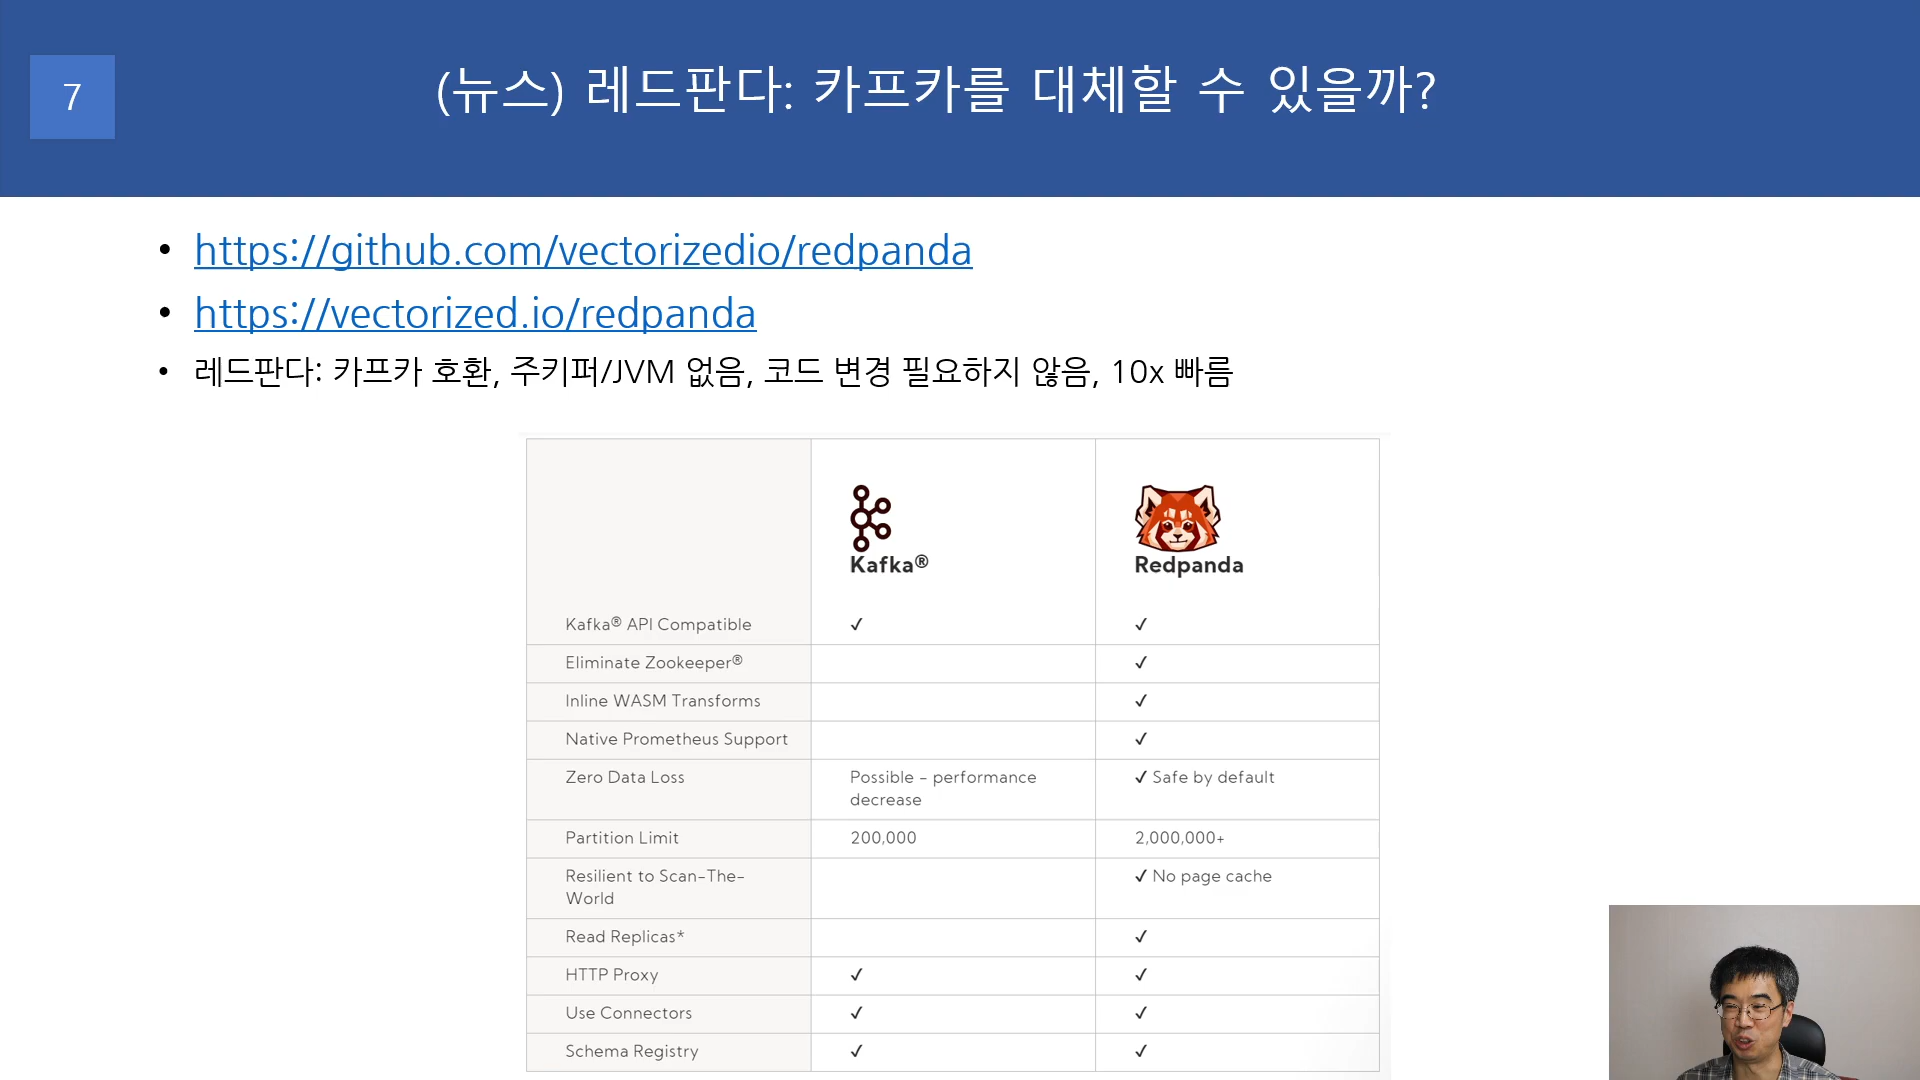 7
(뉴스) 레드판다: 카프카를 대체할 수 있을까?
• https://github.com/vectorizedio/redpanda
• https://vectorized.io/redpanda
• 레드판다: 카프카 호환, 주키퍼/JVM 없음, 코드 변경 필요하지 않음, 10x 빠름
Kafka® Redpanda
Kafka® API Compatible ✓ ✓
Eliminate Zookeeper® ✓
Inline WASM Transforms ✓
Native Prometheus Support ✓
Zero Data Loss Possible - performance ✓ Safe by default
decrease
Partition Limit 200,000 2,000,000+
Resilient to Scan-The- ✓ No page cache
World
Read Replicas* ✓
HTTP Proxy ✓ ✓
Use Connectors ✓ ✓
Schema Registry ✓ ✓